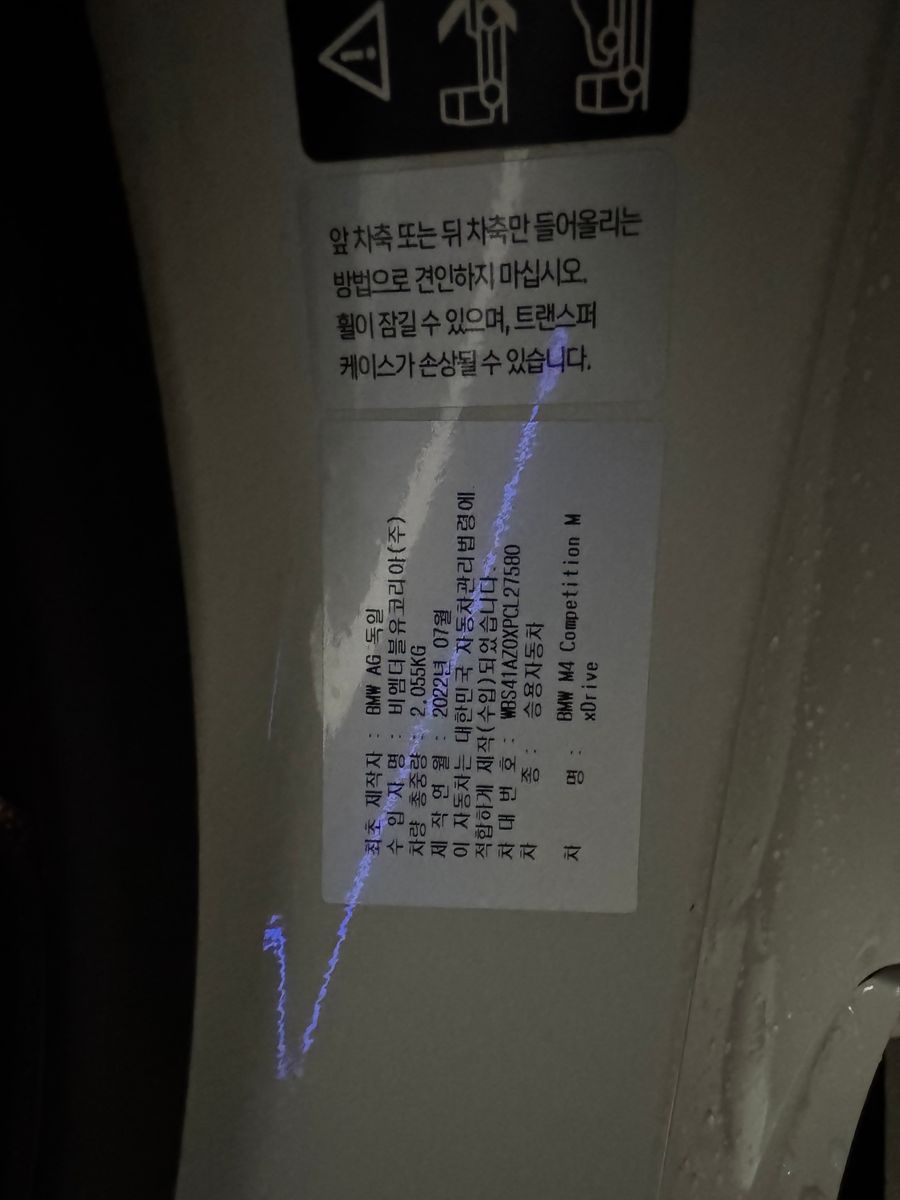 앞 차축 또는 뒤 차축만 들어올리는
방법으로 견인하지 마십시오.
휠이 잠길 수 있으며, 트랜스퍼
케이스가 손상될 수 있습니다.
최초 제작자 : BMW AG 독일
수 입 자 명 : 비엠더블유코리아(주)
차량 총중량 : 2,055KG
제 작 연 월 : 2022년 07월
이 자동차는 대한민국 자동차관리법령에
적합하게 제작(수입)되었습니다.
차 대 번 호 : WBS41AZ0XPCL27580
차 종 : 승용자동차
차 명 : BMW M4 Competition M
xDrive